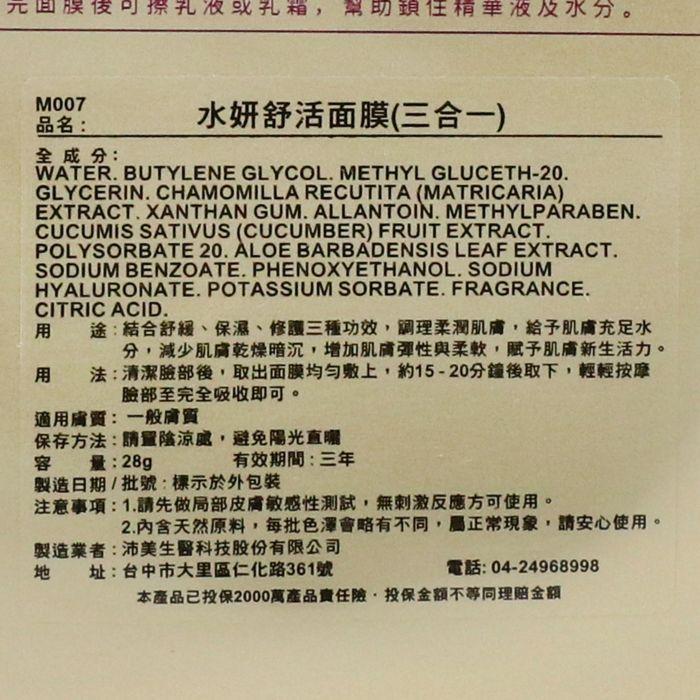 完面膜後可擦乳液或乳霜，幫助鎖住精華液及水分。
M007
品名： 水妍舒活面膜(三合一)
全成分：
WATER. BUTYLENE GLYCOL. METHYL GLUCETH-20.
GLYCERIN. CHAMOMILLA RECUTITA (MATRICARIA)
EXTRACT. XANTHAN GUM. ALLANTOIN. METHYLPARABEN.
CUCUMIS SATIVUS (CUCUMBER) FRUIT EXTRACT.
POLYSORBATE 20. ALOE BARBADENSIS LEAF EXTRACT.
SODIUM BENZOATE. PHENOXYETHANOL. SODIUM
HYALURONATE. POTASSIUM SORBATE. FRAGRANCE.
CITRIC ACID.
用 途：結合舒緩、保濕、修護三種功效，調理柔潤肌膚，給予肌膚充足水
分，減少肌膚乾燥暗沉，增加肌膚彈性與柔軟，賦予肌膚新生活力。
用 法：清潔臉部後，取出面膜均勻敷上，約15-20分鐘後取下，輕輕按摩
臉部至完全吸收即可。
適用膚質：一般膚質
保存方法：請置陰涼處，避免陽光直曬
容 量：28g 有效期間：三年
製造日期/批號：標示於外包裝
注意事項：1.請先做局部皮膚敏感性測試，無刺激反應方可使用。
2.內含天然原料，每批色澤會略有不同，屬正常現象，請安心使用。
製造業者：沛美生醫科技股份有限公司
地 址：台中市大里區仁化路361號 電話：04-24968998
本產品已投保2000萬產品責任險．投保金額不等同理賠金額